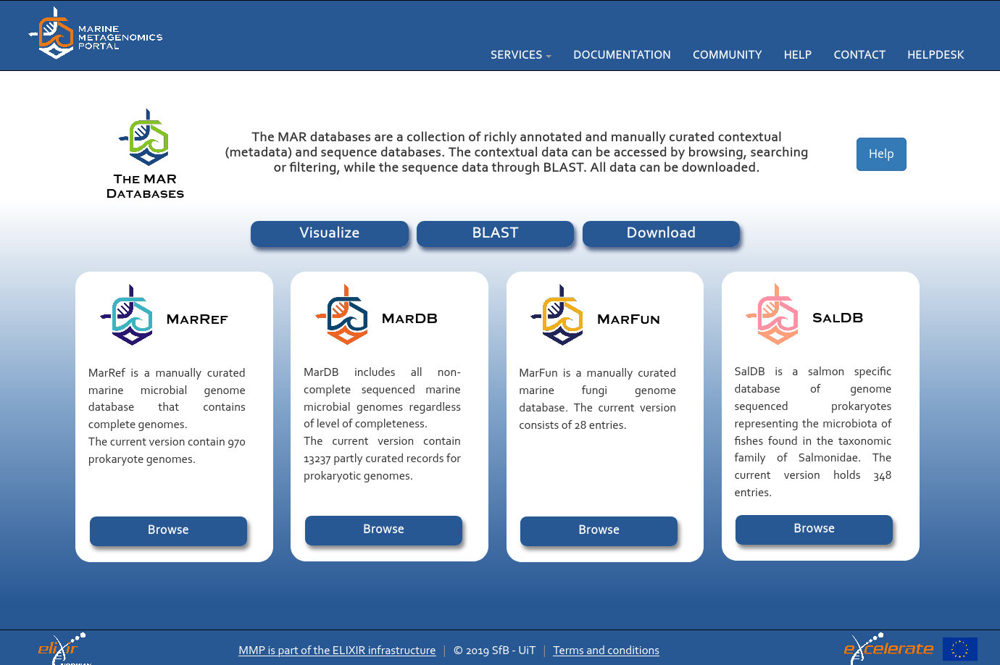 MARINE
METAGENOMICS
PORTAL
SERVICES DOCUMENTATION COMMUNITY HELP CONTACT HELPDESK
The MAR
Databases
The MAR databases are a collection of richly annotated and manually curated contextual
(metadata) and sequence databases. The contextual data can be accessed by browsing, searching
or filtering, while the sequence data through BLAST. All data can be downloaded.
Help
Visualize BLAST Download
MarRef
MarRef is a manually curated
marine microbial genome
database that contains
complete genomes.
The current version contain 970
prokaryote genomes.
Browse
MarDB
MarDB includes all non-
complete sequenced marine
microbial genomes regardless
of level of completeness.
The current version contain
13237 partly curated records for
prokaryotic genomes.
Browse
MarFun
MarFun is a manually curated
marine fungi genome
database. The current version
consists of 28 entries.
Browse
SalDB
SalDB is a salmon specific
database of genome
sequenced prokaryotes
representing the microbiota of
fishes found in the taxonomic
family of Salmonidae. The
current version holds 348
entries.
Browse
elixir
NORWAY
MMP is part of the ELIXIR infrastructure | © 2019 SfB - UiT | Terms and conditions
excelerate